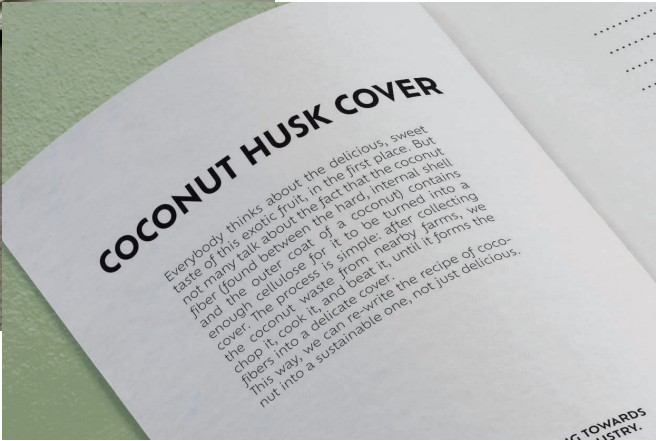 COCONUT HUSK COVER
Everybody thinks about the delicious, sweet
taste of this exotic fruit, in the first place. But
not many talk about the fact that the coconut
fiber (found between the hard, internal shell
and the outer coat of a coconut) contains
enough cellulose for it to be turned into a
cover. The process is simple: after collecting
the coconut waste from nearby farms, we
chop it, cook it, and beat it, until it forms the
fibers into a delicate cover.
This way, we can re-write the recipe of coco-
nut into a sustainable one, not just delicious.
TOWARDS